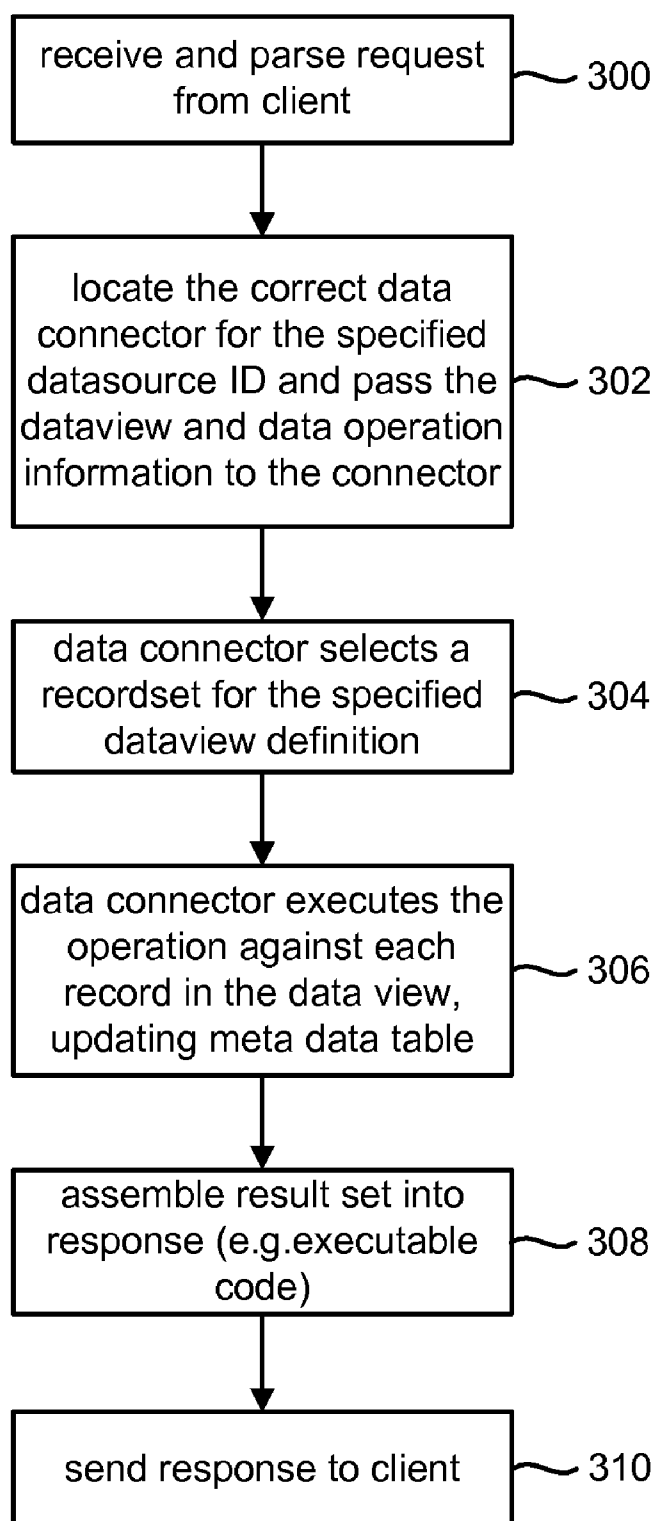 receive and parse request
from client
300
locate the correct data
connector for the specified
datasource ID and pass the
dataview and data operation
information to the connector
302
data connector selects a
recordset for the specified
dataview definition
304
data connector executes the
operation against each
record in the data view,
updating meta data table
306
assemble result set into
response (e.g.executable
code)
308
send response to client
310